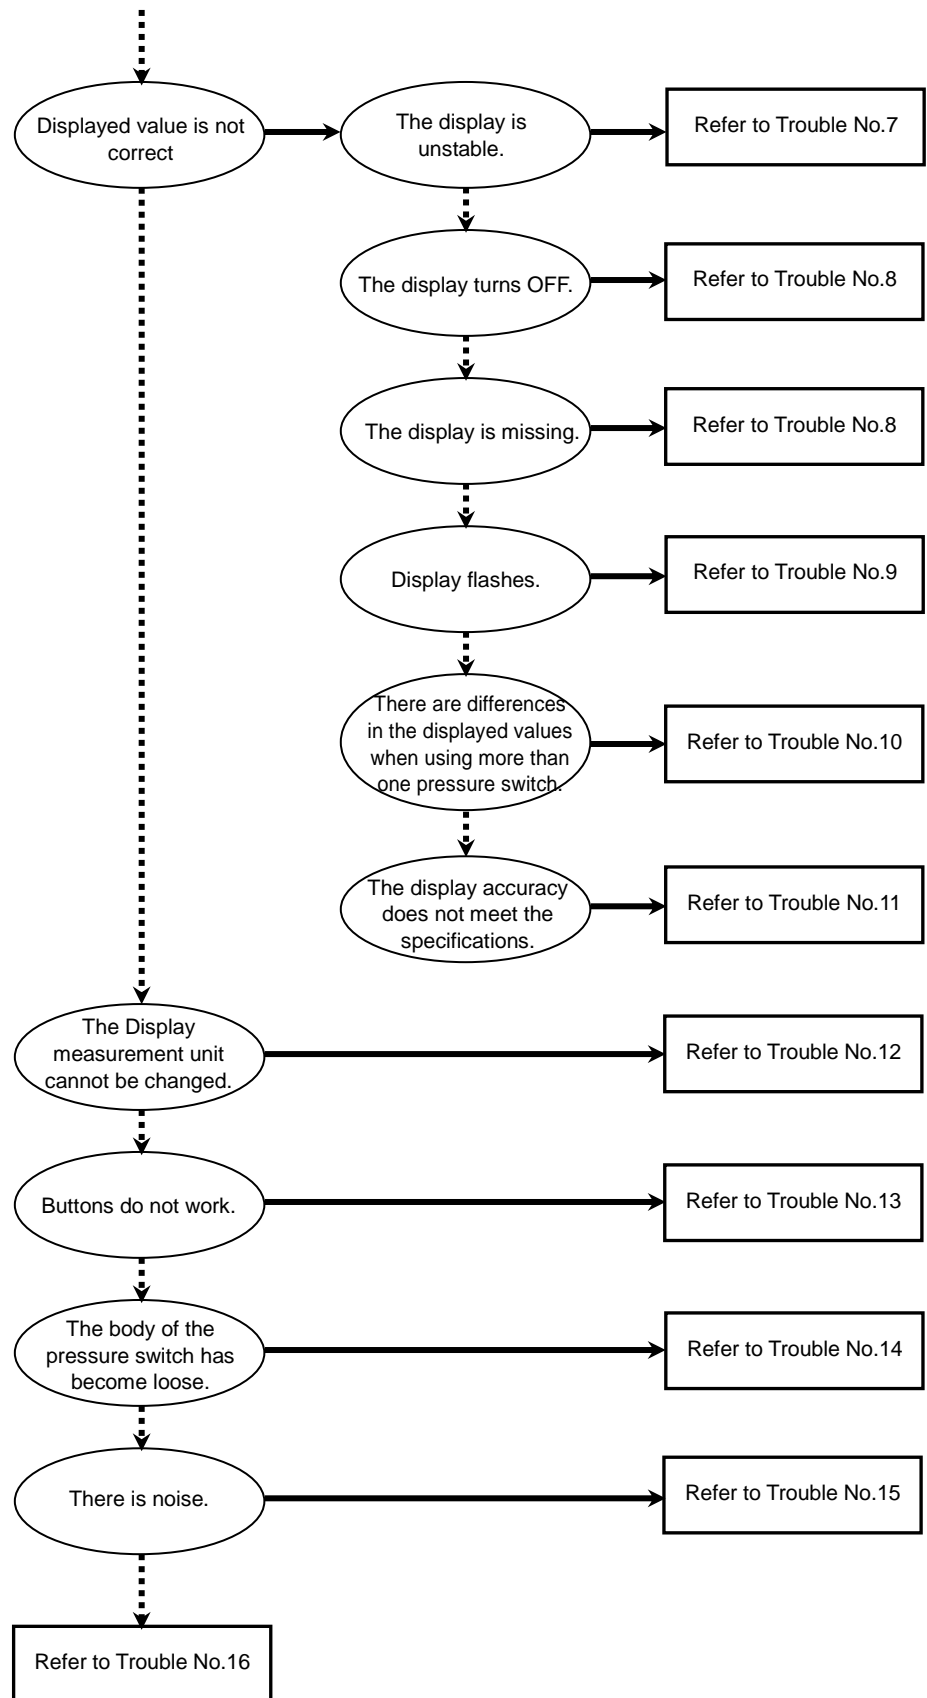 Displayed value is not
correct
The display is
unstable.
Refer to Trouble No.7
The display turns OFF.
Refer to Trouble No.8
The display is missing.
Refer to Trouble No.8
Display flashes.
Refer to Trouble No.9
There are differences
in the displayed values
when using more than
one pressure switch.
Refer to Trouble No.10
The display accuracy
does not meet the
specifications.
Refer to Trouble No.11
The Display
measurement unit
cannot be changed.
Refer to Trouble No.12
Buttons do not work.
Refer to Trouble No.13
The body of the
pressure switch has
become loose.
Refer to Trouble No.14
There is noise.
Refer to Trouble No.15
Refer to Trouble No.16